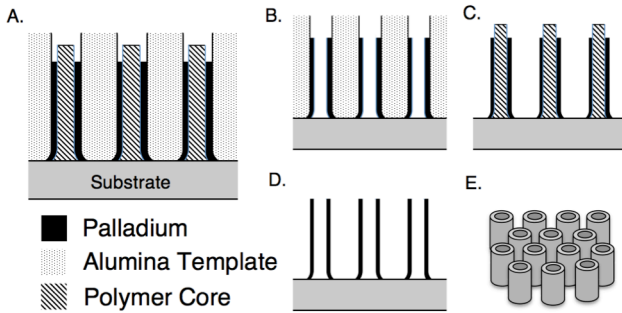 A.
B.
C.
Substrate
D.
E.
Palladium
Alumina Template
Polymer Core